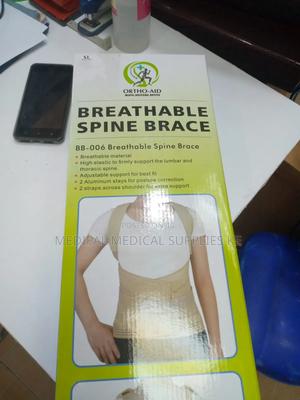 ORTHO-AID
BREATHABLE
SPINE BRACE
BB-006 Breathable Spine Brace
• Breathable material
• High elastic to firmly support the lumbar and
thoracic spine.
• Adjustable support for best fit
• 2 Aluminum stays for posture correction
• 2 straps across shoulder for extra support
MEDIPAL MEDICAL SUPPLIES KE